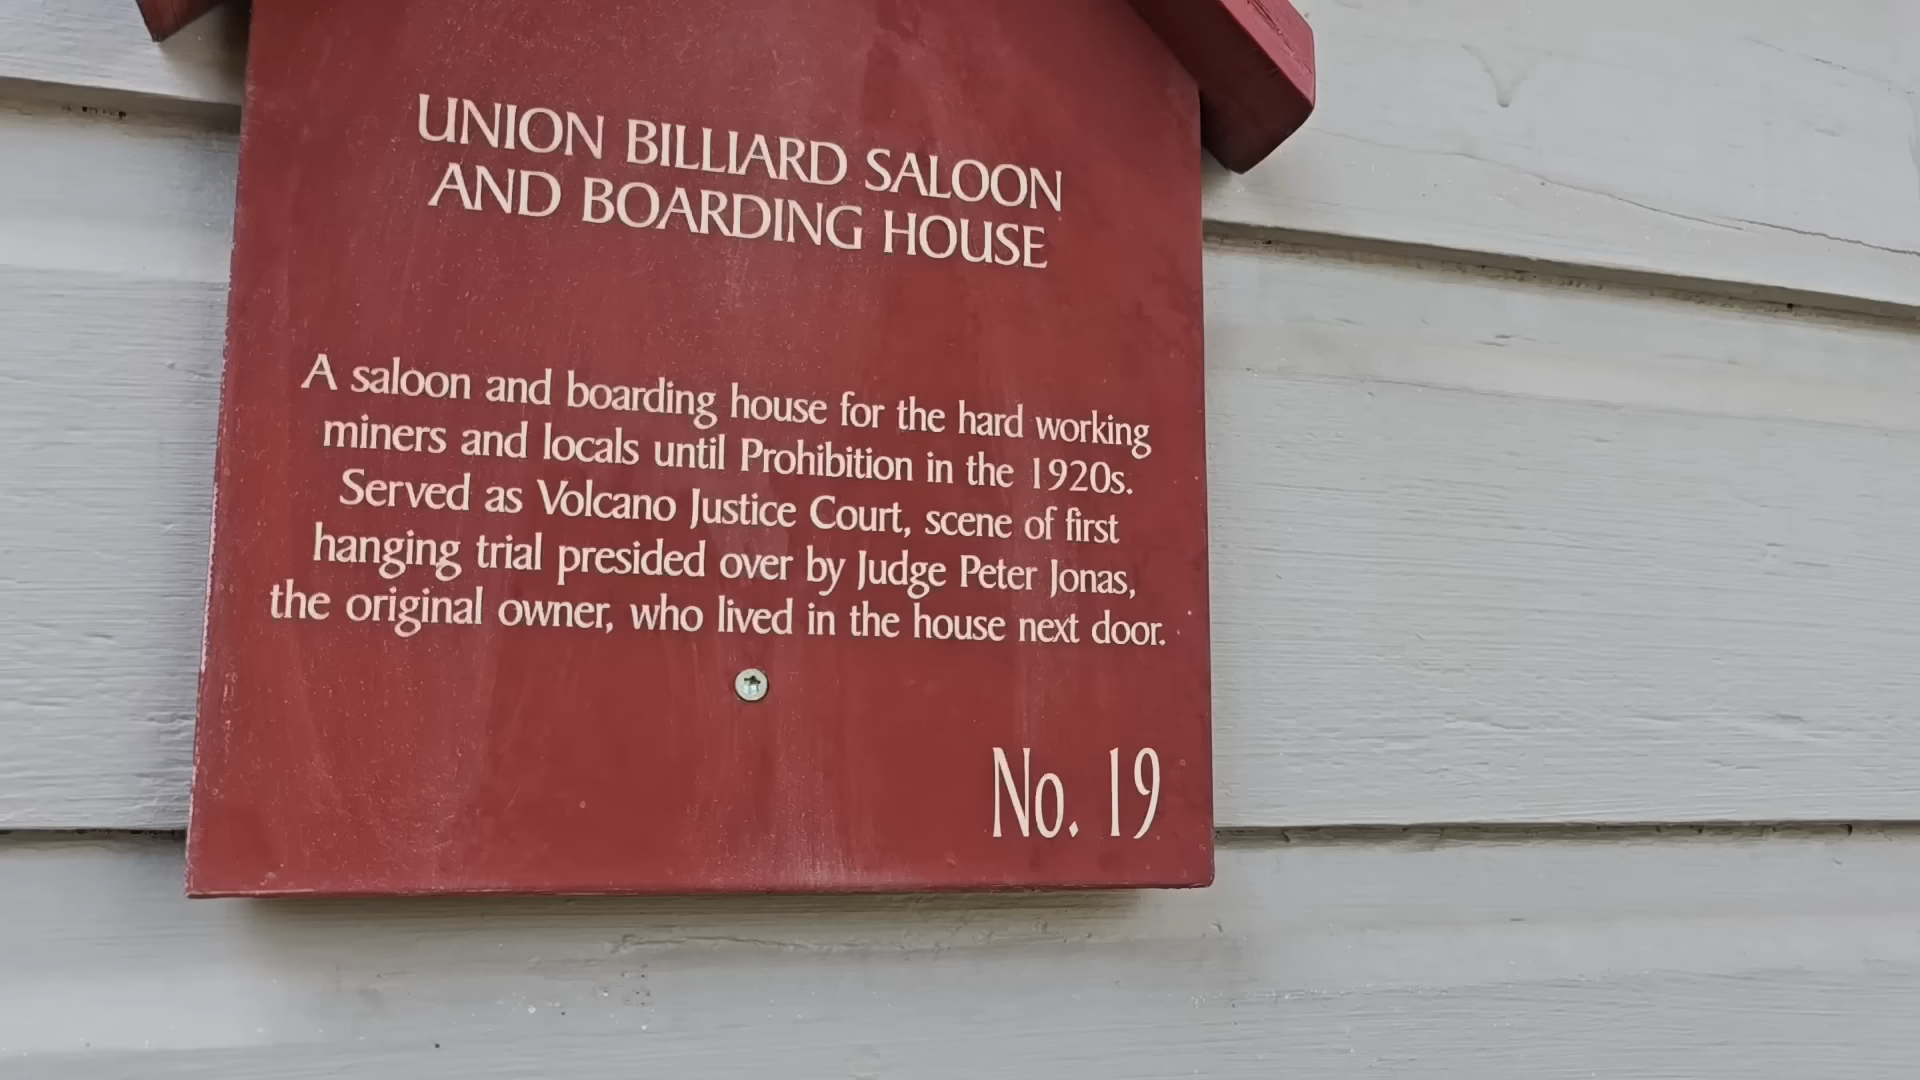 UNION BILLIARD SALOON
AND BOARDING HOUSE
A saloon and boarding house for the hard working
miners and locals until Prohibition in the 1920s.
Served as Volcano Justice Court, scene of first
hanging trial presided over by Judge Peter Jonas,
the original owner, who lived in the house next door.
No. 19